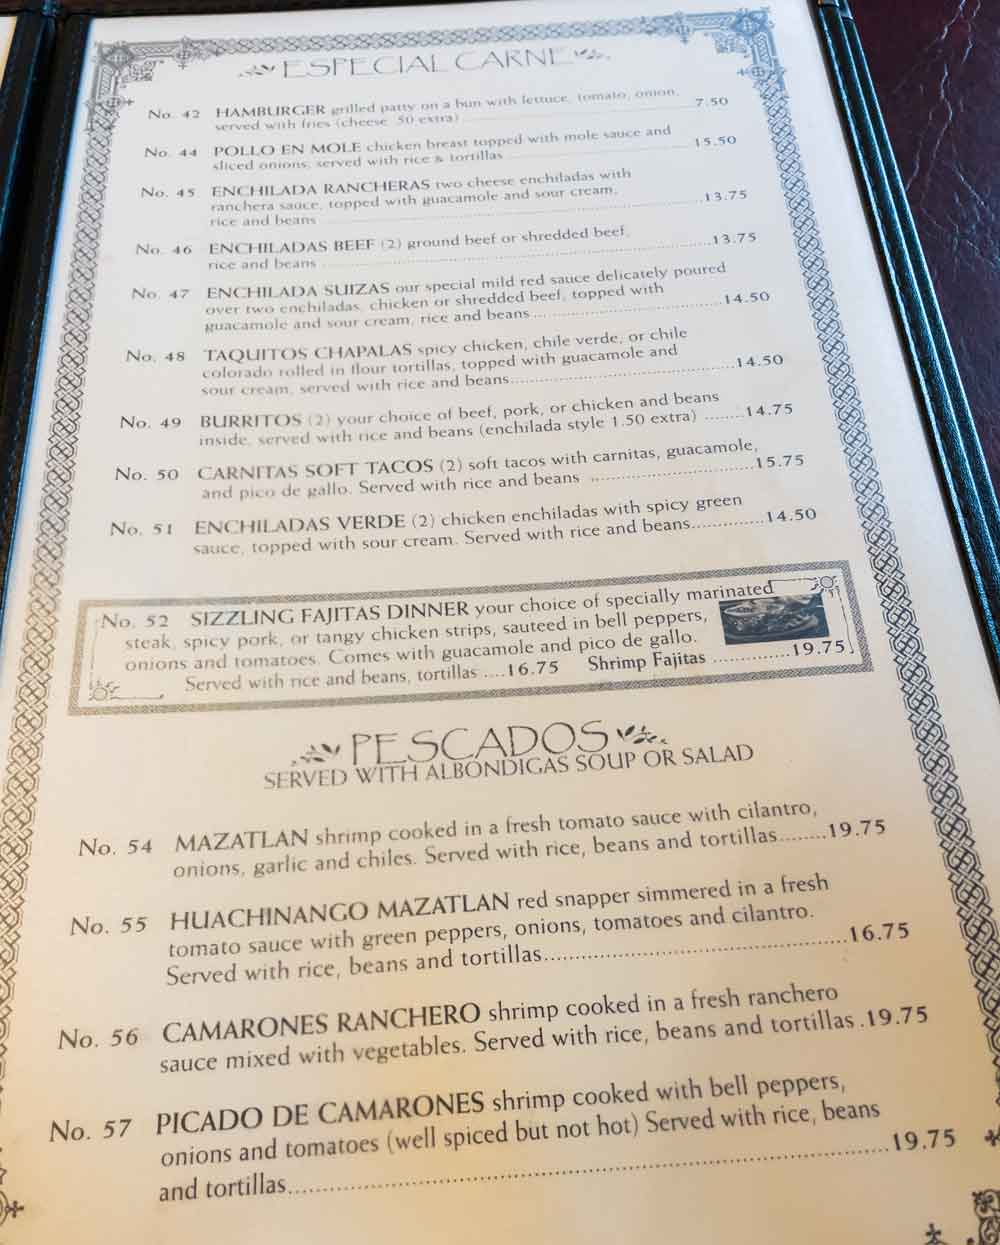 ESPECIAL CARNE
No. 42 HAMBURGER grilled patty on a bun with lettuce, tomato, onion,
served with fries (cheese .50 extra) 7.50
No. 44 POLLO EN MOLE chicken breast topped with mole sauce and
sliced onions, served with rice & tortillas 15.50
No. 45 ENCHILADA RANCHERAS two cheese enchiladas with
ranchera sauce, topped with guacamole and sour cream,
rice and beans 13.75
No. 46 ENCHILADAS BEEF (2) ground beef or shredded beef,
rice and beans 13.75
No. 47 ENCHILADA SUIZAS our special mild red sauce delicately poured
over two enchiladas, chicken or shredded beef, topped with
guacamole and sour cream, rice and beans 14.50
No. 48 TAQUITOS CHAPALAS spicy chicken, chile verde, or chile
colorado rolled in flour tortillas, topped with guacamole and
sour cream, served with rice and beans 14.50
No. 49 BURRITOS (2) your choice of beef, pork, or chicken and beans
inside, served with rice and beans (enchilada style 1.50 extra) 14.75
No. 50 CARNITAS SOFT TACOS (2) soft tacos with carnitas, guacamole,
and pico de gallo. Served with rice and beans 15.75
No. 51 ENCHILADAS VERDE (2) chicken enchiladas with spicy green
sauce, topped with sour cream. Served with rice and beans 14.50
No. 52 SIZZLING FAJITAS DINNER your choice of specially marinated
steak, spicy pork, or tangy chicken strips, sauteed in bell peppers,
onions and tomatoes. Comes with guacamole and pico de gallo.
Served with rice and beans, tortillas ....16.75 Shrimp Fajitas 19.75
PESCADOS
SERVED WITH ALBONDIGAS SOUP OR SALAD
No. 54 MAZATLAN shrimp cooked in a fresh tomato sauce with cilantro,
onions, garlic and chiles. Served with rice, beans and tortillas 19.75
No. 55 HUACHINANGO MAZATLAN red snapper simmered in a fresh
tomato sauce with green peppers, onions, tomatoes and cilantro.
Served with rice, beans and tortillas 16.75
No. 56 CAMARONES RANCHERO shrimp cooked in a fresh ranchero
sauce mixed with vegetables. Served with rice, beans and tortillas .19.75
No. 57 PICADO DE CAMARONES shrimp cooked with bell peppers,
onions and tomatoes (well spiced but not hot) Served with rice, beans
and tortillas 19.75